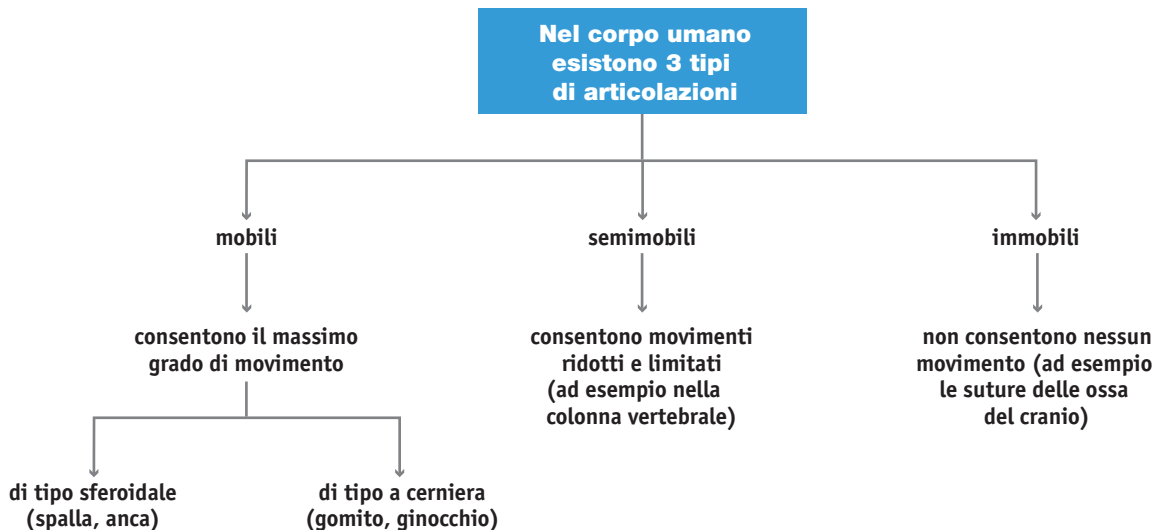 Nel corpo umano
esistono 3 tipi
di articolazioni
mobili
semimobili
immobili
consentono il massimo
grado di movimento
consentono movimenti
ridotti e limitati
(ad esempio nella
colonna vertebrale)
non consentono nessun
movimento (ad esempio
le suture delle ossa
del cranio)
di tipo sferoidale
(spalla, anca)
di tipo a cerniera
(gomito, ginocchio)